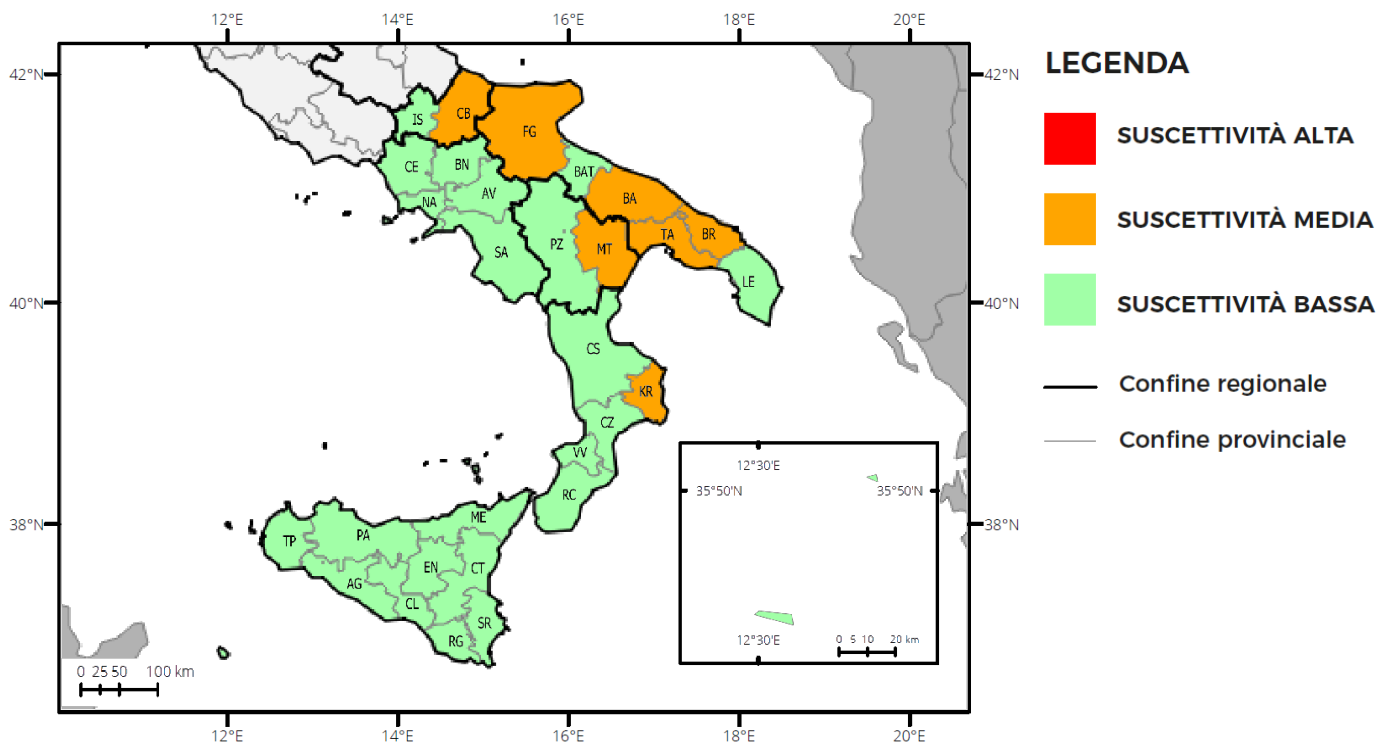 12°E 14°E 16°E 18°E 20°E
42°N 42°N
LEGENDA
SUSCETTIVITÀ ALTA
SUSCETTIVITÀ MEDIA
SUSCETTIVITÀ BASSA
Confine regionale
Confine provinciale
IS CB FG
CE BN BAT
NA AV BA
SA PZ MT TA BR
LE
40°N 40°N
CS
KR
CZ
VV
RC
38°N 38°N
ME
TP PA
AG EN CT
CL
SR
RG
12°30'E
35°50'N 35°50'N
12°30'E
0 5 10 20 km
0 25 50 100 km
12°E 14°E 16°E 18°E 20°E